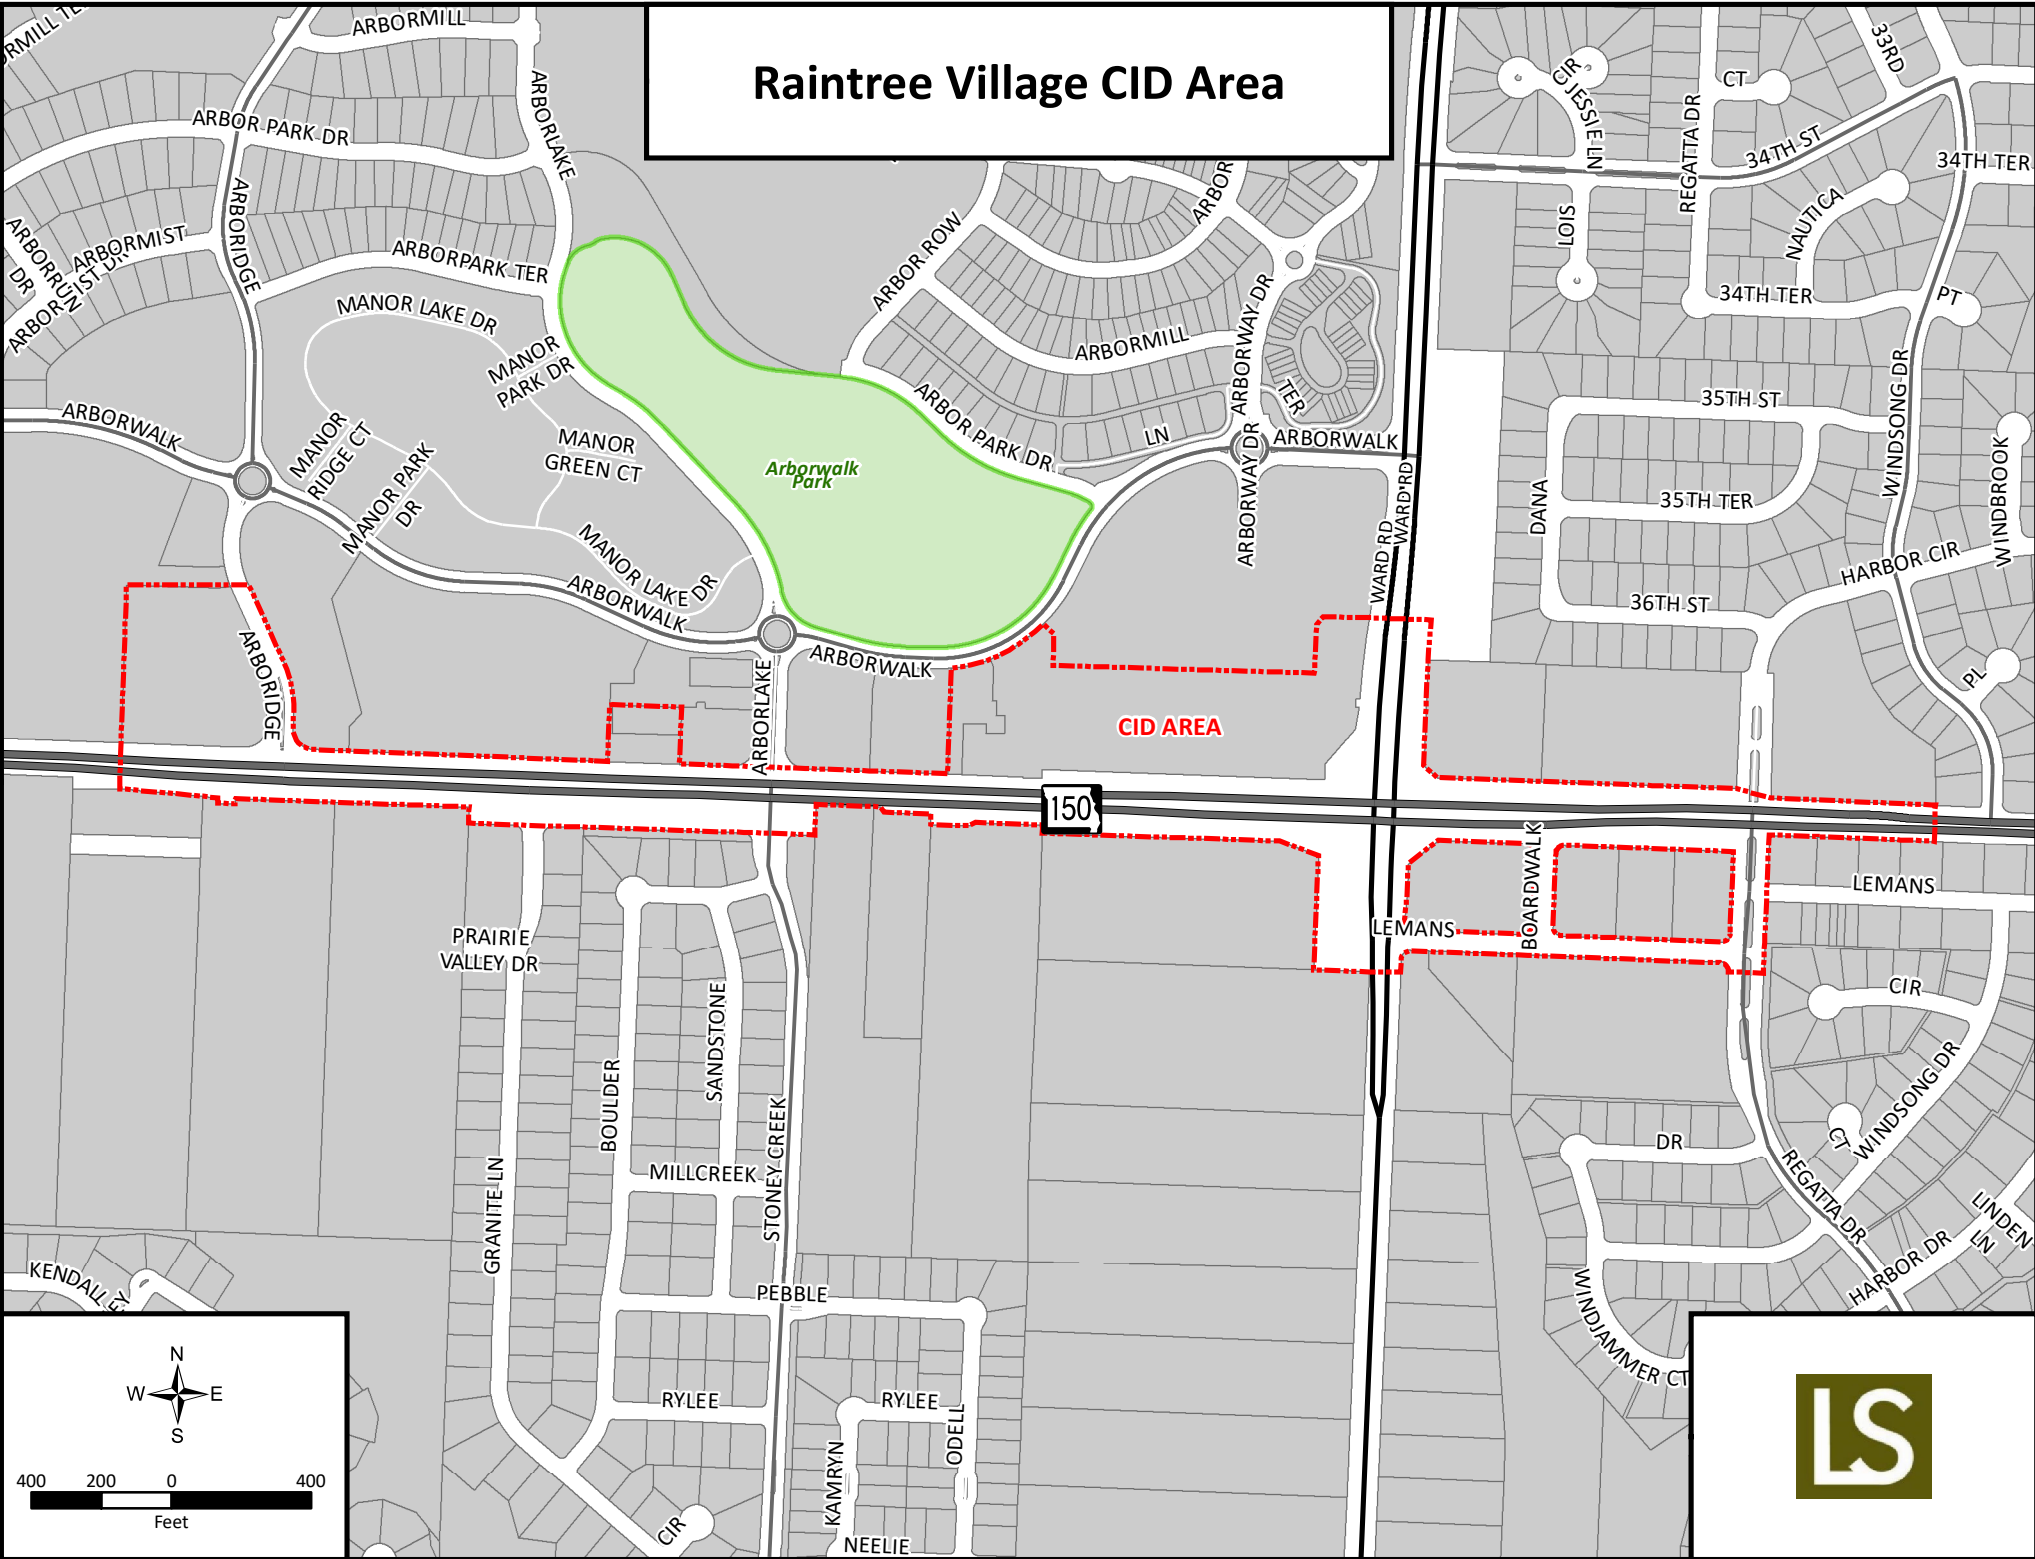 Raintree Village CID Area
ARBORMILL
ARBORLAKE
ARBOR PARK DR
ARBORIDGE
ARBORMIST
ARBORRUN
DR
ARBORPARK TER
MANOR LAKE DR
MANOR
PARK DR
ARBORWALK
MANOR
RIDGE CT
MANOR PARK
DR
MANOR
GREEN CT
MANOR LAKE DR
ARBORWALK
Arborwalk
Park
ARBOR ROW
ARBOR
ARBORMILL
ARBOR PARK DR
ARBORWAY DR
TER
LN
ARBORWALK
ARBORWAY DR
WARD RD
WARD RD
ARBORWALK
ARBORIDGE
ARBORLAKE
CID AREA
150
CIR
JESSIE LN
REGATTA DR
CT
33RD
34TH ST
34TH TER
LOIS
NAUTICA
34TH TER
PT
35TH ST
WINDSONG DR
DANA
35TH TER
WINDBROOK
HARBOR CIR
36TH ST
PL
BOARDWALK
LEMANS
LEMANS
CIR
WINDSONG DR
CT
DR
REGATTA DR
LINDEN
LN
HARBOR DR
WINDJAMMER CT
PRAIRIE
VALLEY DR
BOULDER
SANDSTONE
STONEY CREEK
MILLCREEK
GRANITE LN
PEBBLE
RYLEE
RYLEE
KAMRYN
ODELL
NEELIE
CIR
N
W E
S
400 200 0 400
Feet
LS